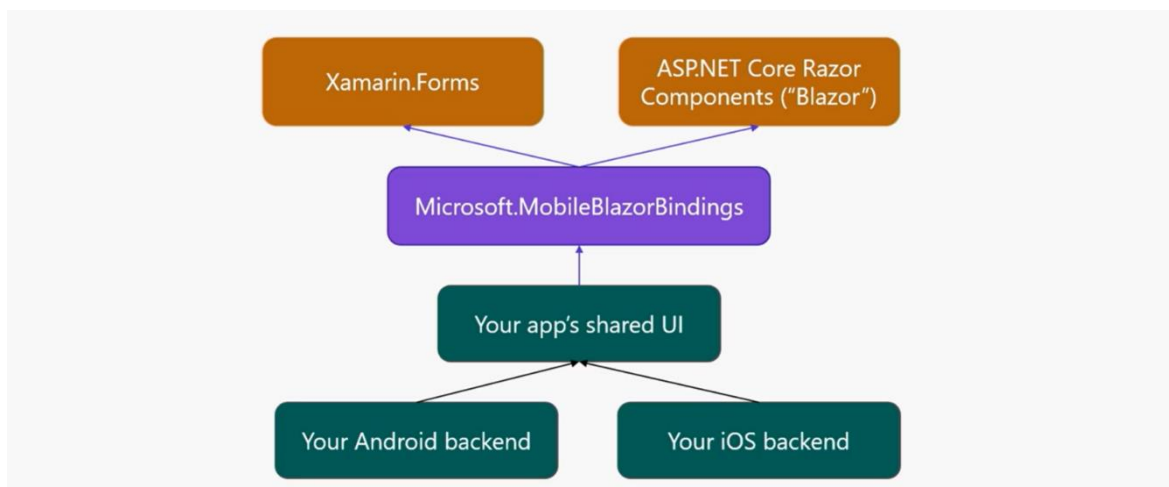 Xamarin.Forms
ASP.NET Core Razor
Components (“Blazor”)
Microsoft.MobileBlazorBindings
Your app’s shared UI
Your Android backend
Your iOS backend